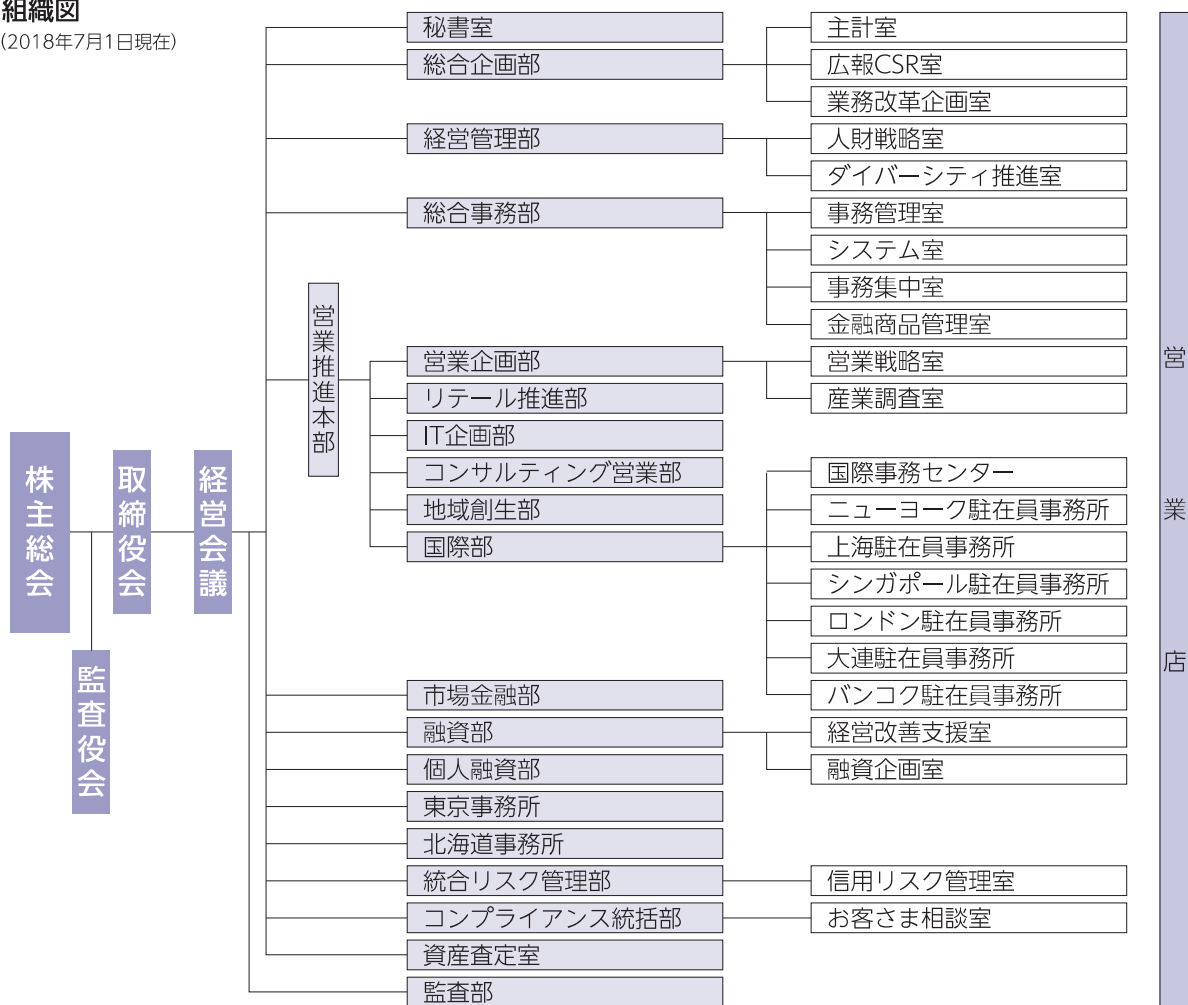 組織図
(2018年7月1日現在)
株主総会
監査役会
取締役会
経営会議
秘書室
総合企画部
主計室
広報CSR室
業務改革企画室
経営管理部
人財戦略室
ダイバーシティ推進室
総合事務部
事務管理室
システム室
事務集中室
金融商品管理室
営業推進本部
営業企画部
営業戦略室
産業調査室
リテール推進部
IT企画部
コンサルティング営業部
地域創生部
国際部
国際事務センター
ニューヨーク駐在員事務所
上海駐在員事務所
シンガポール駐在員事務所
ロンドン駐在員事務所
大連駐在員事務所
バンコク駐在員事務所
市場金融部
融資部
経営改善支援室
融資企画室
個人融資部
東京事務所
北海道事務所
統合リスク管理部
信用リスク管理室
コンプライアンス統括部
お客さま相談室
資産査定室
監査部
営業店